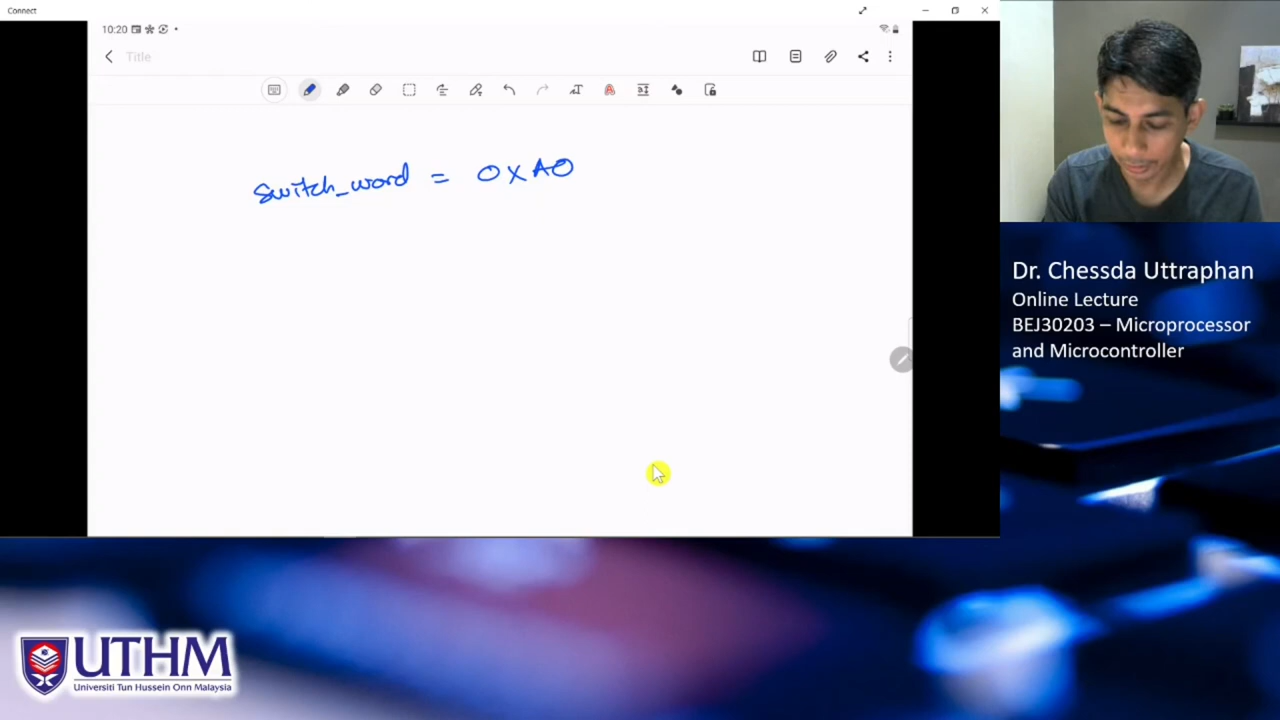 Connect
10:20
Title
switch_word = 0xA0
Dr. Chessda Uttraphan
Online Lecture
BEJ30203 – Microprocessor
and Microcontroller
UTHM
Universiti Tun Hussein Onn Malaysia